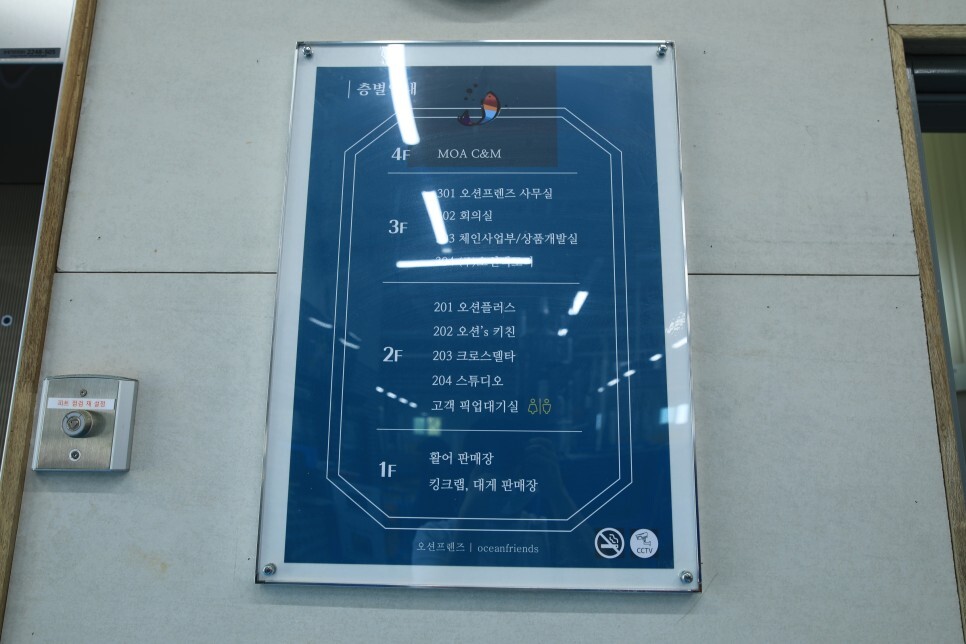 층별안내
4F MOA C&M
3F
301 오션프렌즈 사무실
302 회의실
303 체인사업부/상품개발실
2F
201 오션플러스
202 오션's 키친
203 크로스델타
204 스튜디오
고객 픽업대기실
1F
활어 판매장
킹크랩, 대게 판매장
오션프렌즈 | oceanfriends
CCTV